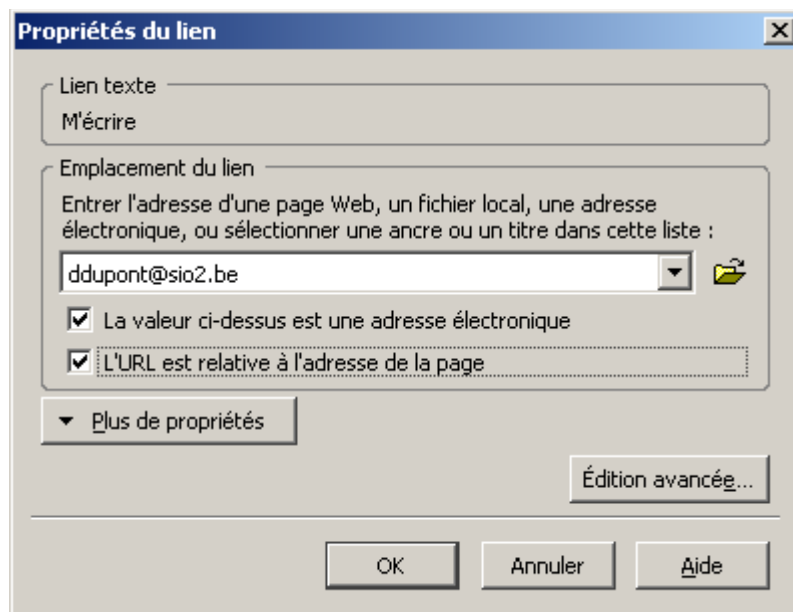 Propriétés du lien
Lien texte
M'écrire
Emplacement du lien
Entrer l'adresse d'une page Web, un fichier local, une adresse
électronique, ou sélectionner une ancre ou un titre dans cette liste :
ddupont@sio2.be
La valeur ci-dessus est une adresse électronique
L'URL est relative à l'adresse de la page
Plus de propriétés
Édition avancée...
OK Annuler Aide